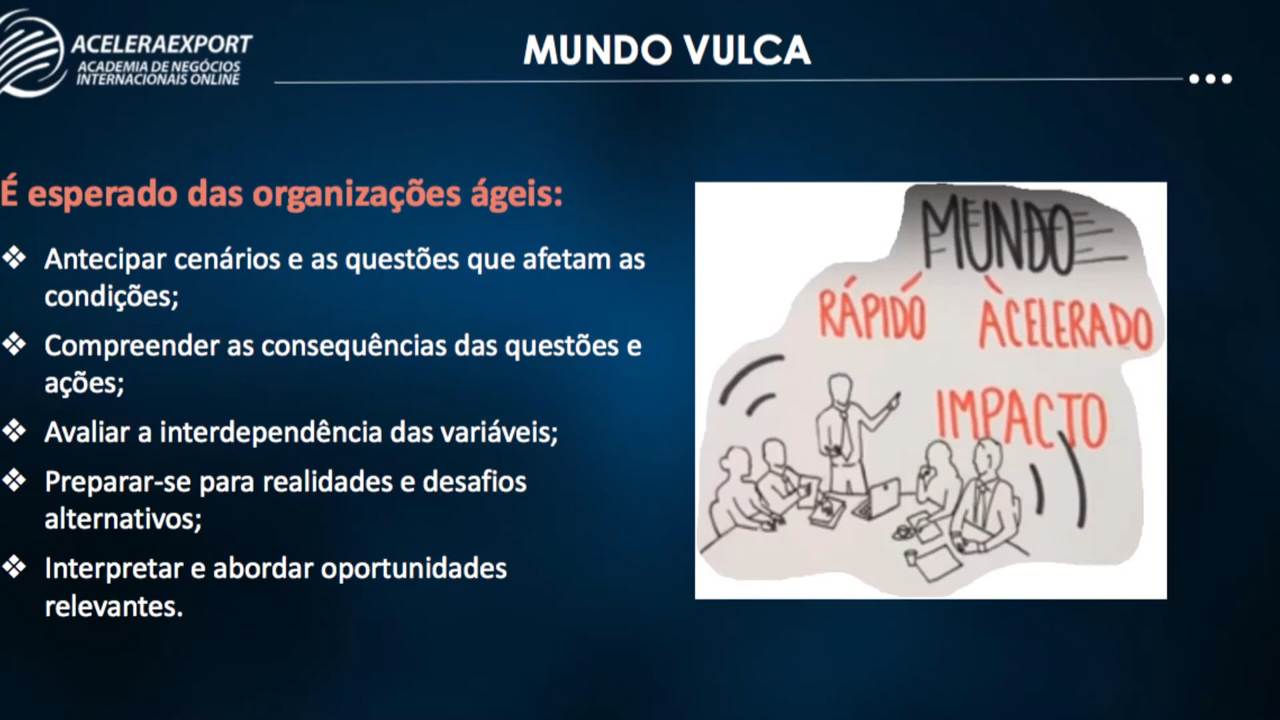 ACELERAEXPORT
ACADEMIA DE NEGÓCIOS
INTERNACIONAIS ONLINE
MUNDO VULCA
É esperado das organizações ágeis:
❖ Antecipar cenários e as questões que afetam as
condições;
❖ Compreender as consequências das questões e
ações;
❖ Avaliar a interdependência das variáveis;
❖ Preparar-se para realidades e desafios
alternativos;
❖ Interpretar e abordar oportunidades
relevantes.
MUNDO
RÁPIDO ACELERADO
IMPACTO